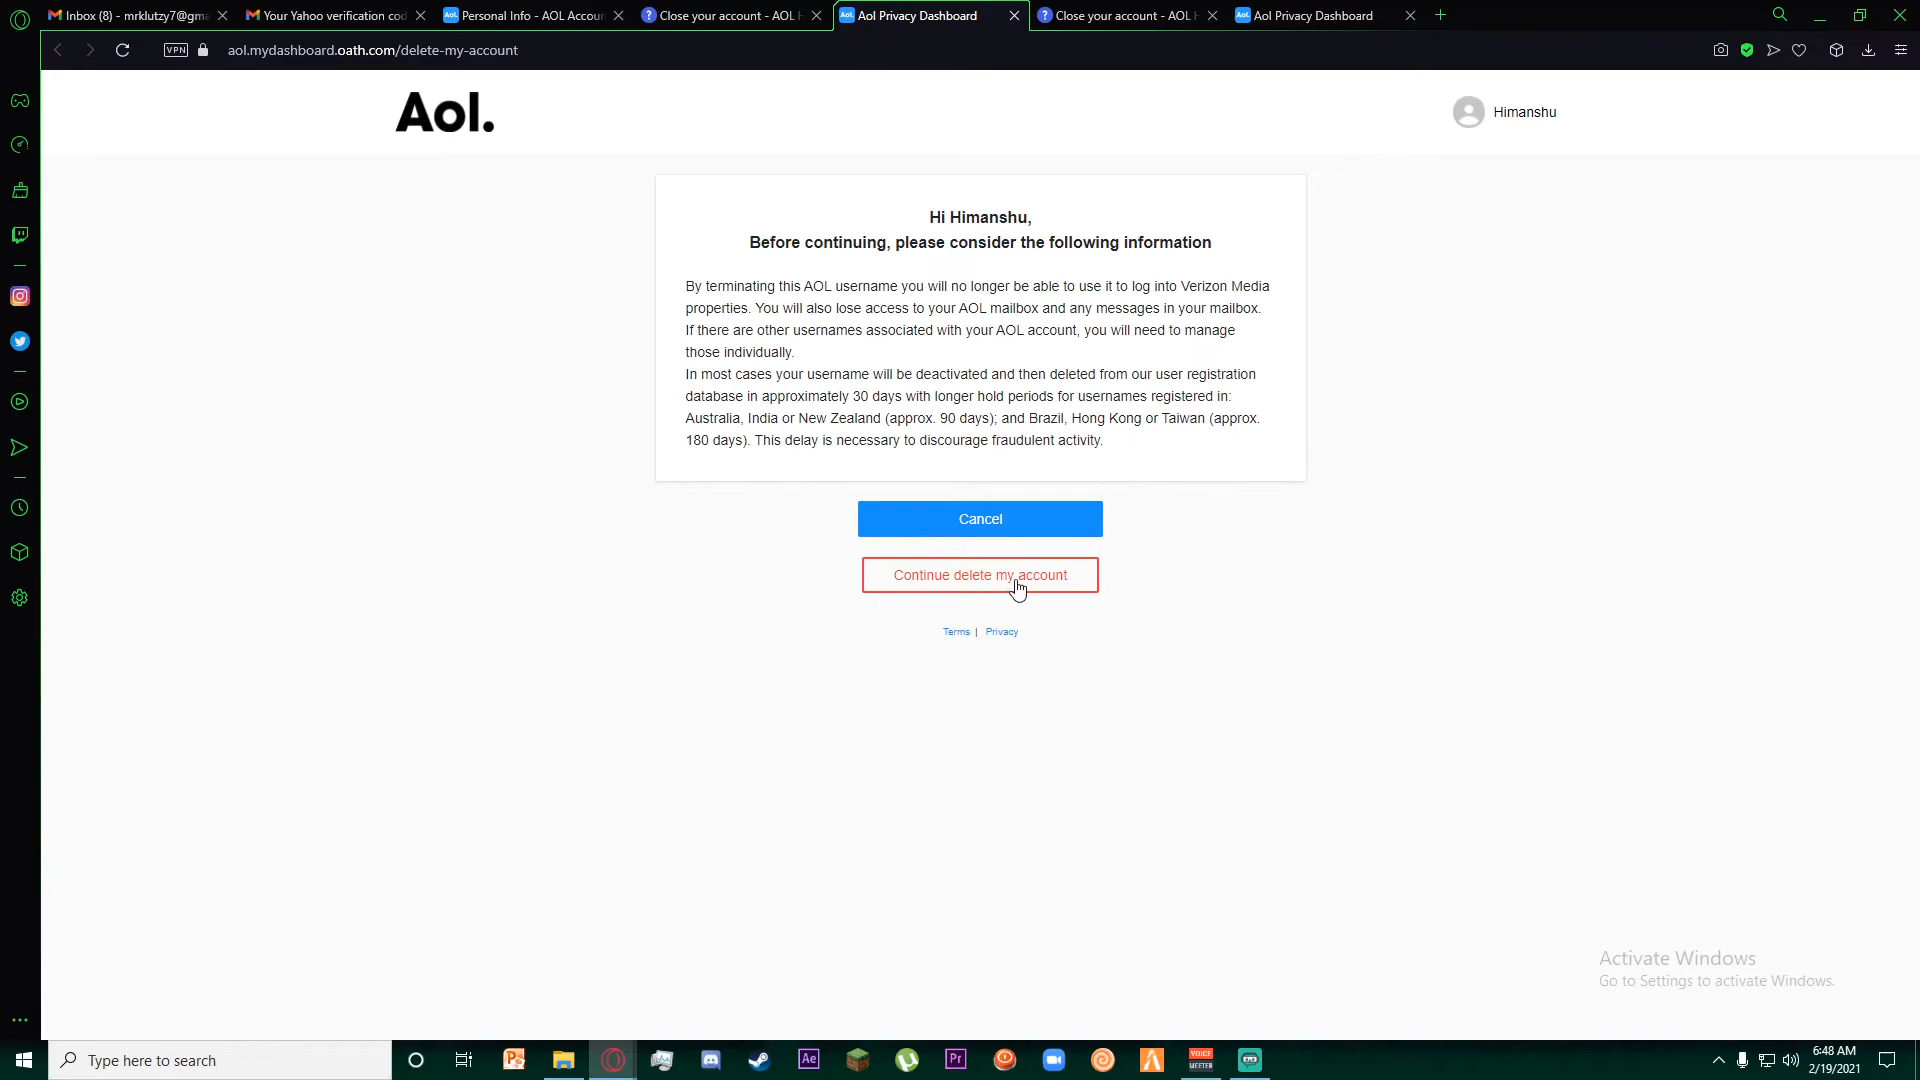 Inbox (8) - mrklutzy7@gma
Your Yahoo verification cod
Personal Info - AOL Accoun
Close your account - AOL H
Aol Privacy Dashboard
Close your account - AOL H
Aol Privacy Dashboard
VPN
aol.mydashboard.oath.com/delete-my-account
Aol.
Himanshu
Hi Himanshu,
Before continuing, please consider the following information
By terminating this AOL username you will no longer be able to use it to log into Verizon Media
properties. You will also lose access to your AOL mailbox and any messages in your mailbox.
If there are other usernames associated with your AOL account, you will need to manage
those individually.
In most cases your username will be deactivated and then deleted from our user registration
database in approximately 30 days with longer hold periods for usernames registered in:
Australia, India or New Zealand (approx. 90 days); and Brazil, Hong Kong or Taiwan (approx.
180 days). This delay is necessary to discourage fraudulent activity.
Cancel
Continue delete my account
Terms | Privacy
Activate Windows
Go to Settings to activate Windows.
Type here to search
Ae
Pr
VOICE
MEETER
6:48 AM
2/19/2021